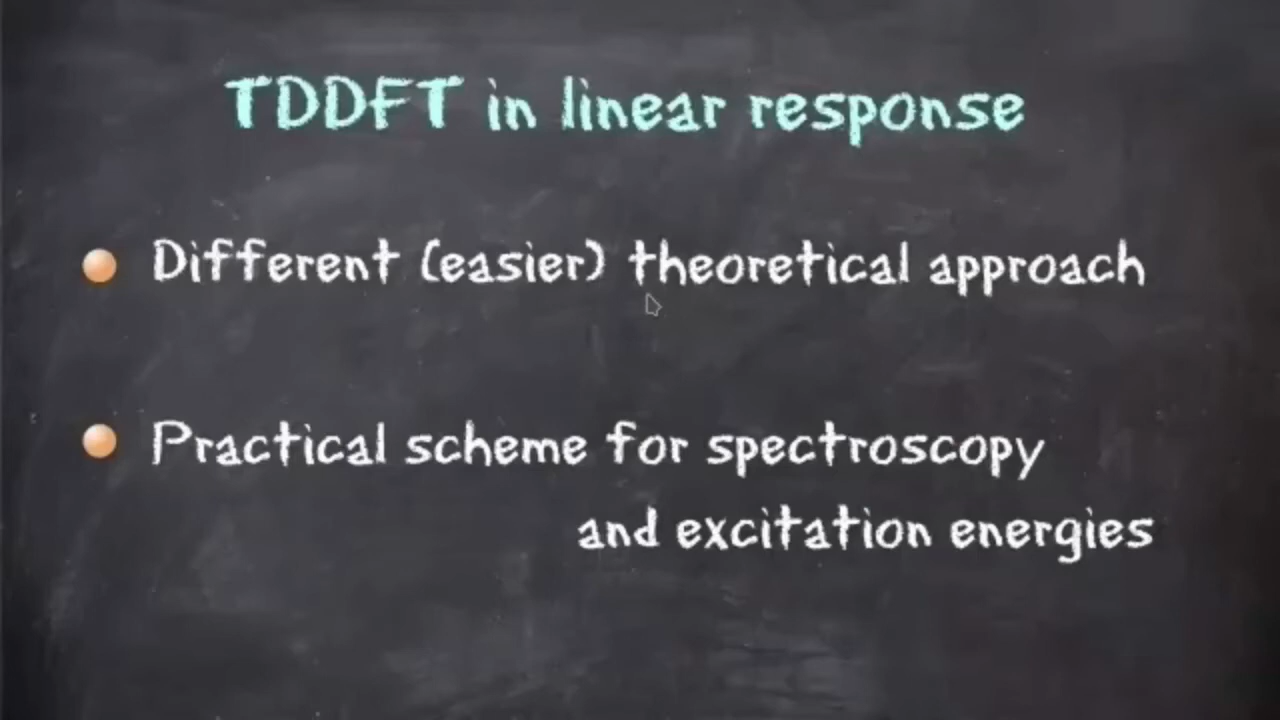 TDDFT in linear response
Different (easier) theoretical approach
Practical scheme for spectroscopy
and excitation energies